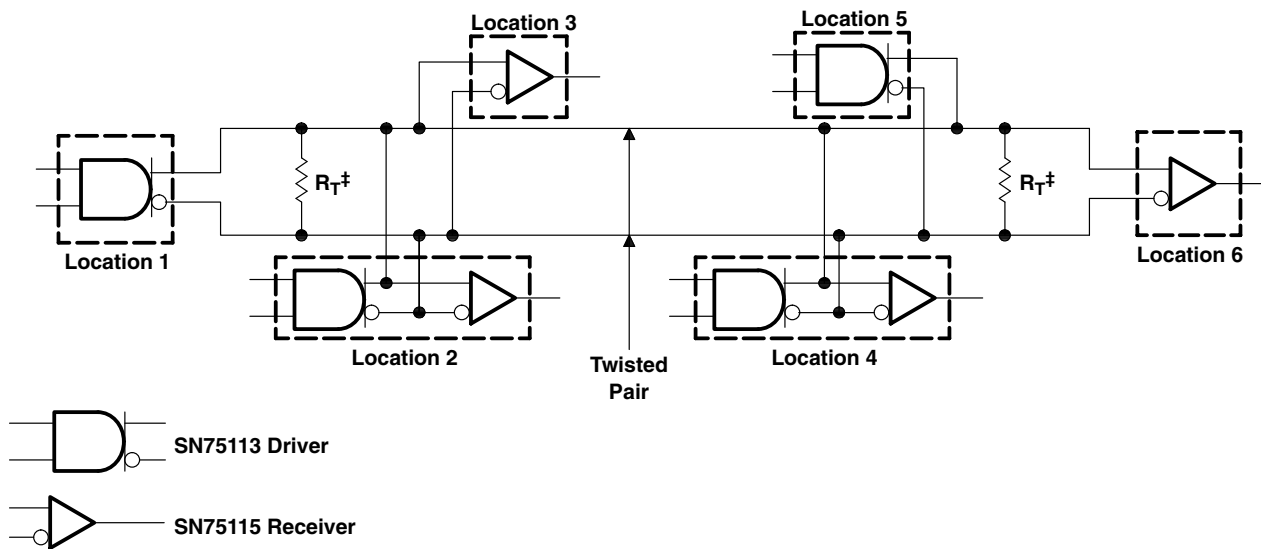 Location 3
Location 5
R_T‡
R_T‡
Location 1
Location 6
Location 2
Location 4
Twisted
Pair
SN75113 Driver
SN75115 Receiver